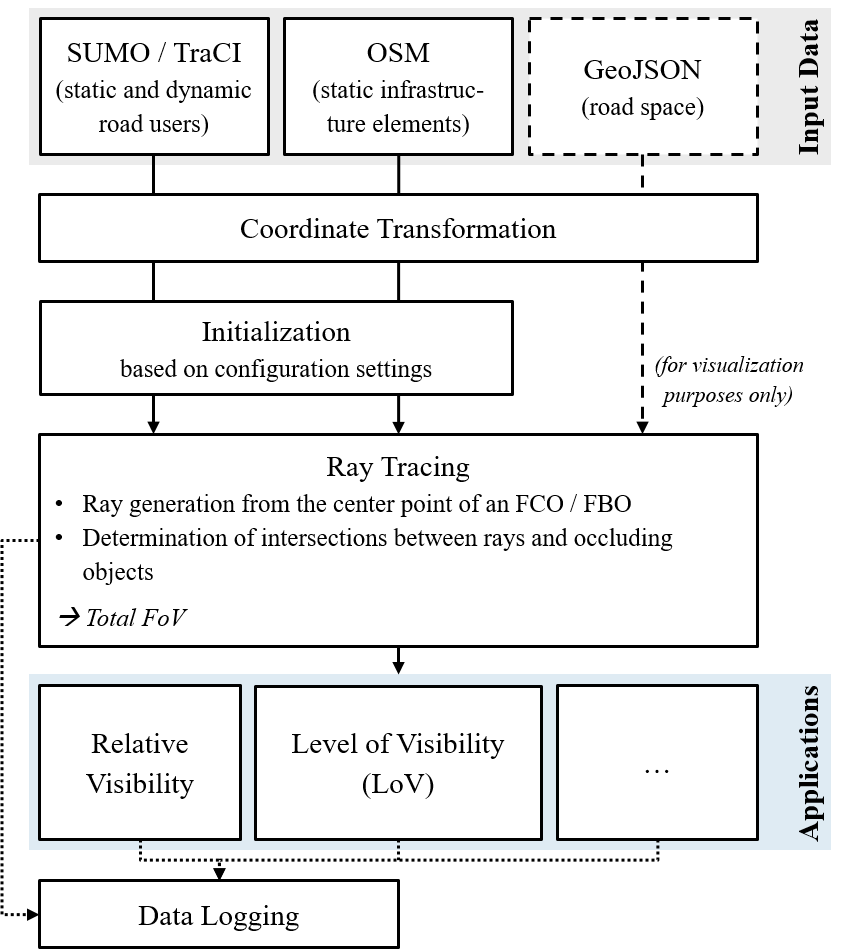 SUMO / TraCI
(static and dynamic
road users)
OSM
(static infrastruc-
ture elements)
GeoJSON
(road space)
Input Data
Coordinate Transformation
Initialization
based on configuration settings
(for visualization
purposes only)
Ray Tracing
• Ray generation from the center point of an FCO / FBO
• Determination of intersections between rays and occluding
objects
→ Total FoV
Relative
Visibility
Level of Visibility
(LoV)
…
Applications
Data Logging